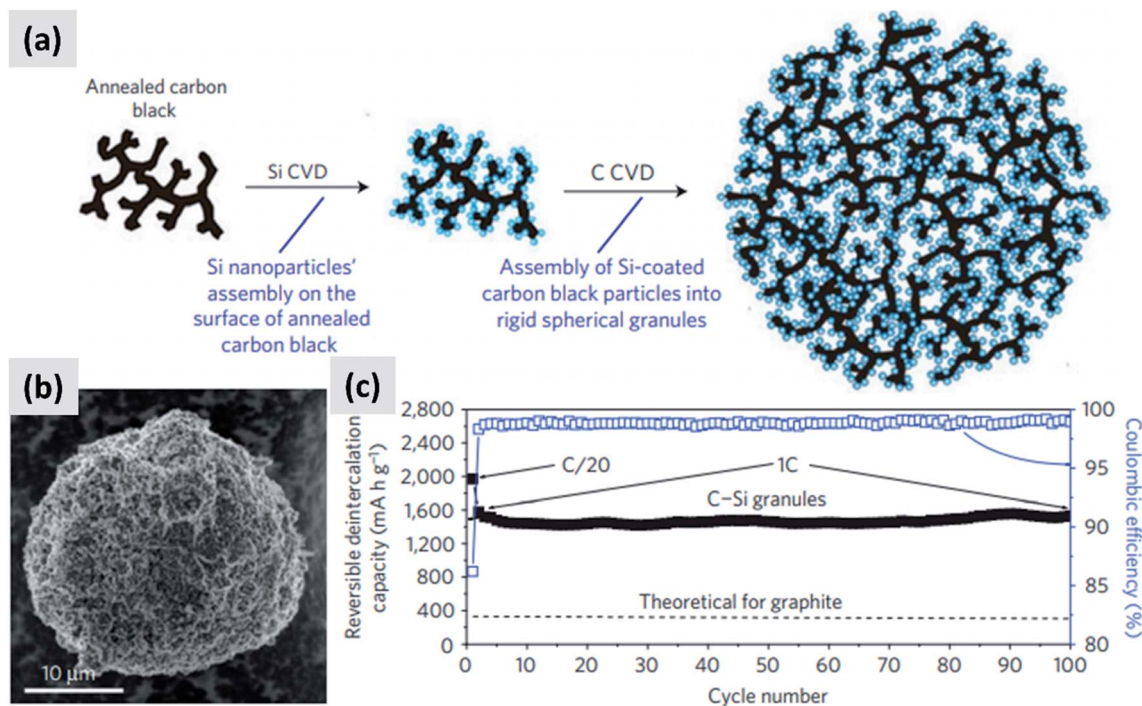 (a)
Annealed carbon
black
Si CVD
C CVD
Si nanoparticles'
assembly on the
surface of annealed
carbon black
Assembly of Si-coated
carbon black particles into
rigid spherical granules
(b)
10 μm
(c)
Reversible deintercalation
capacity (mA h g⁻¹)
2,800
2,400
2,000
1,600
1,200
800
400
0
C/20
1C
C–Si granules
Theoretical for graphite
0 10 20 30 40 50 60 70 80 90 100
Cycle number
100
95
90
85
80
Coulombic efficiency (%)